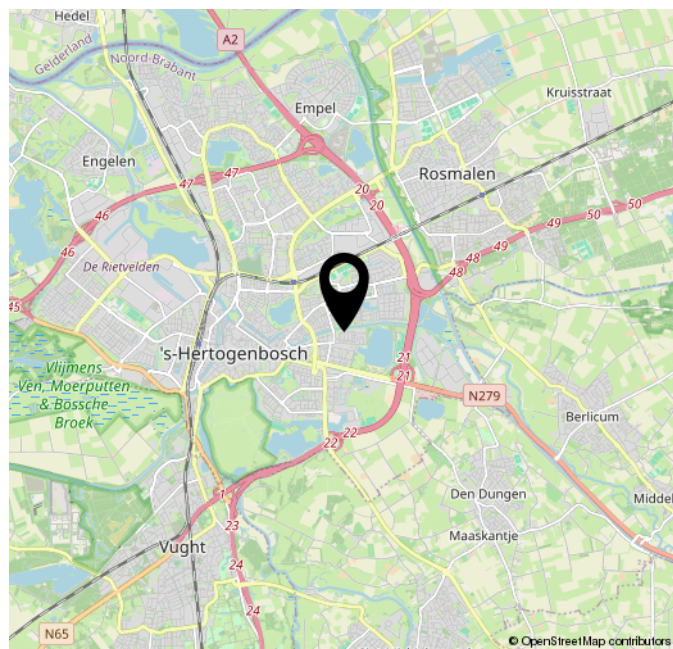 Hedel
A2
Gelderland
Noord-Brabant
Empel
Kruisstraat
Engelen
47
47
20
20
Rosmalen
46
46
De Rietvelden
49
50
50
48
48
49
45
's-Hertogenbosch
21
21
Vlijmens
Ven, Moerputten
& Bossche
Broek
N279
Berlicum
22
22
1
Den Dungen
Middel
23
Maaskantje
Vught
24
24
N65
© OpenStreetMap contributors